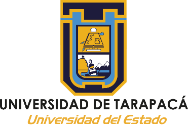 UNIVERSIDAD DE TARAPACÁ
Universidad del Estado